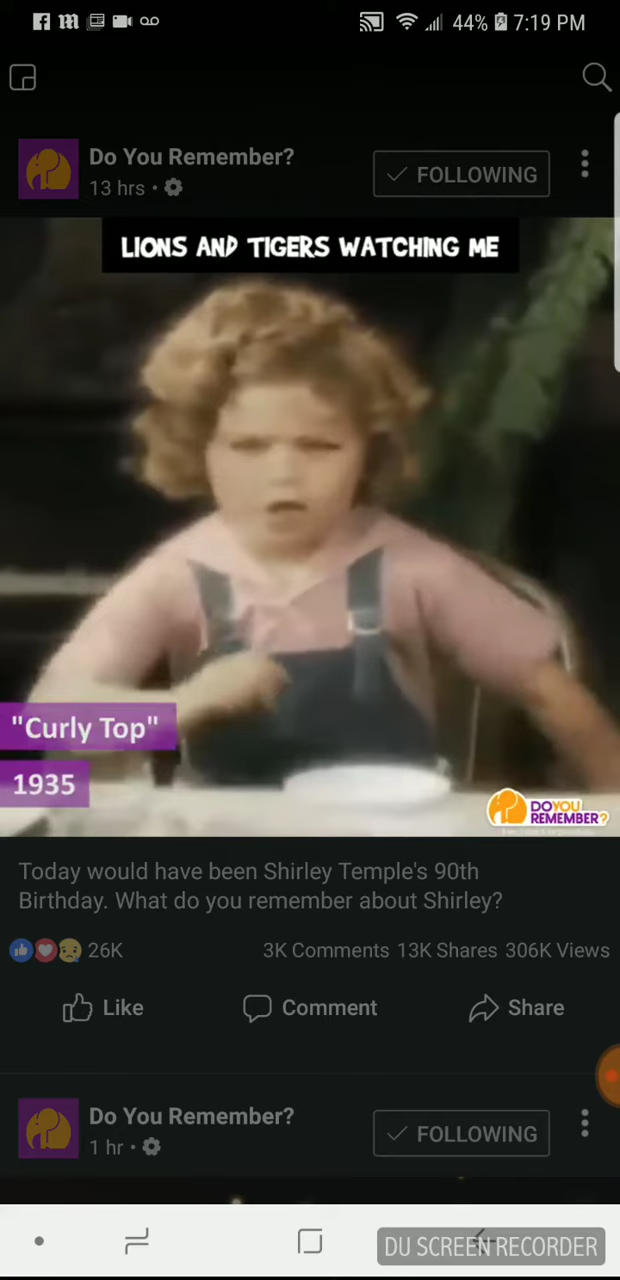 44% 7:19 PM
Do You Remember?
13 hrs •
FOLLOWING
LIONS AND TIGERS WATCHING ME
"Curly Top"
1935
DOYOU
REMEMBER?
Today would have been Shirley Temple's 90th
Birthday. What do you remember about Shirley?
26K 3K Comments 13K Shares 306K Views
Like Comment Share
Do You Remember?
1 hr •
FOLLOWING
DU SCREEN RECORDER